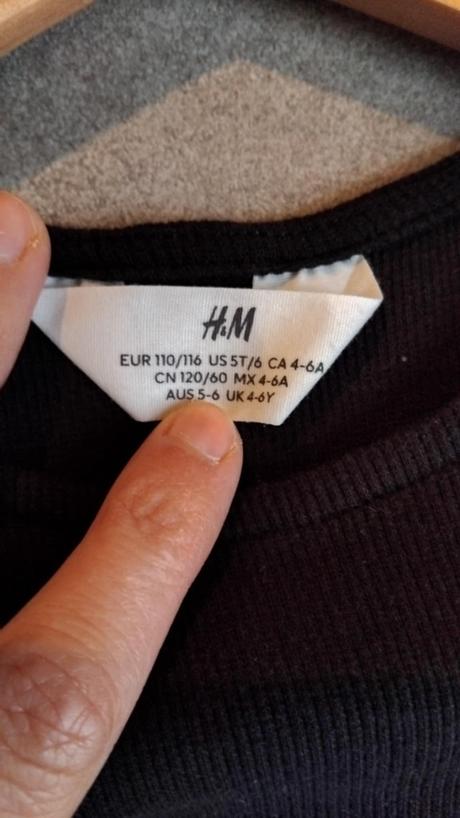 H&M
EUR 110/116 US 5T/6 CA 4-6A
CN 120/60 MX 4-6A
AUS 5-6 UK 4-6Y